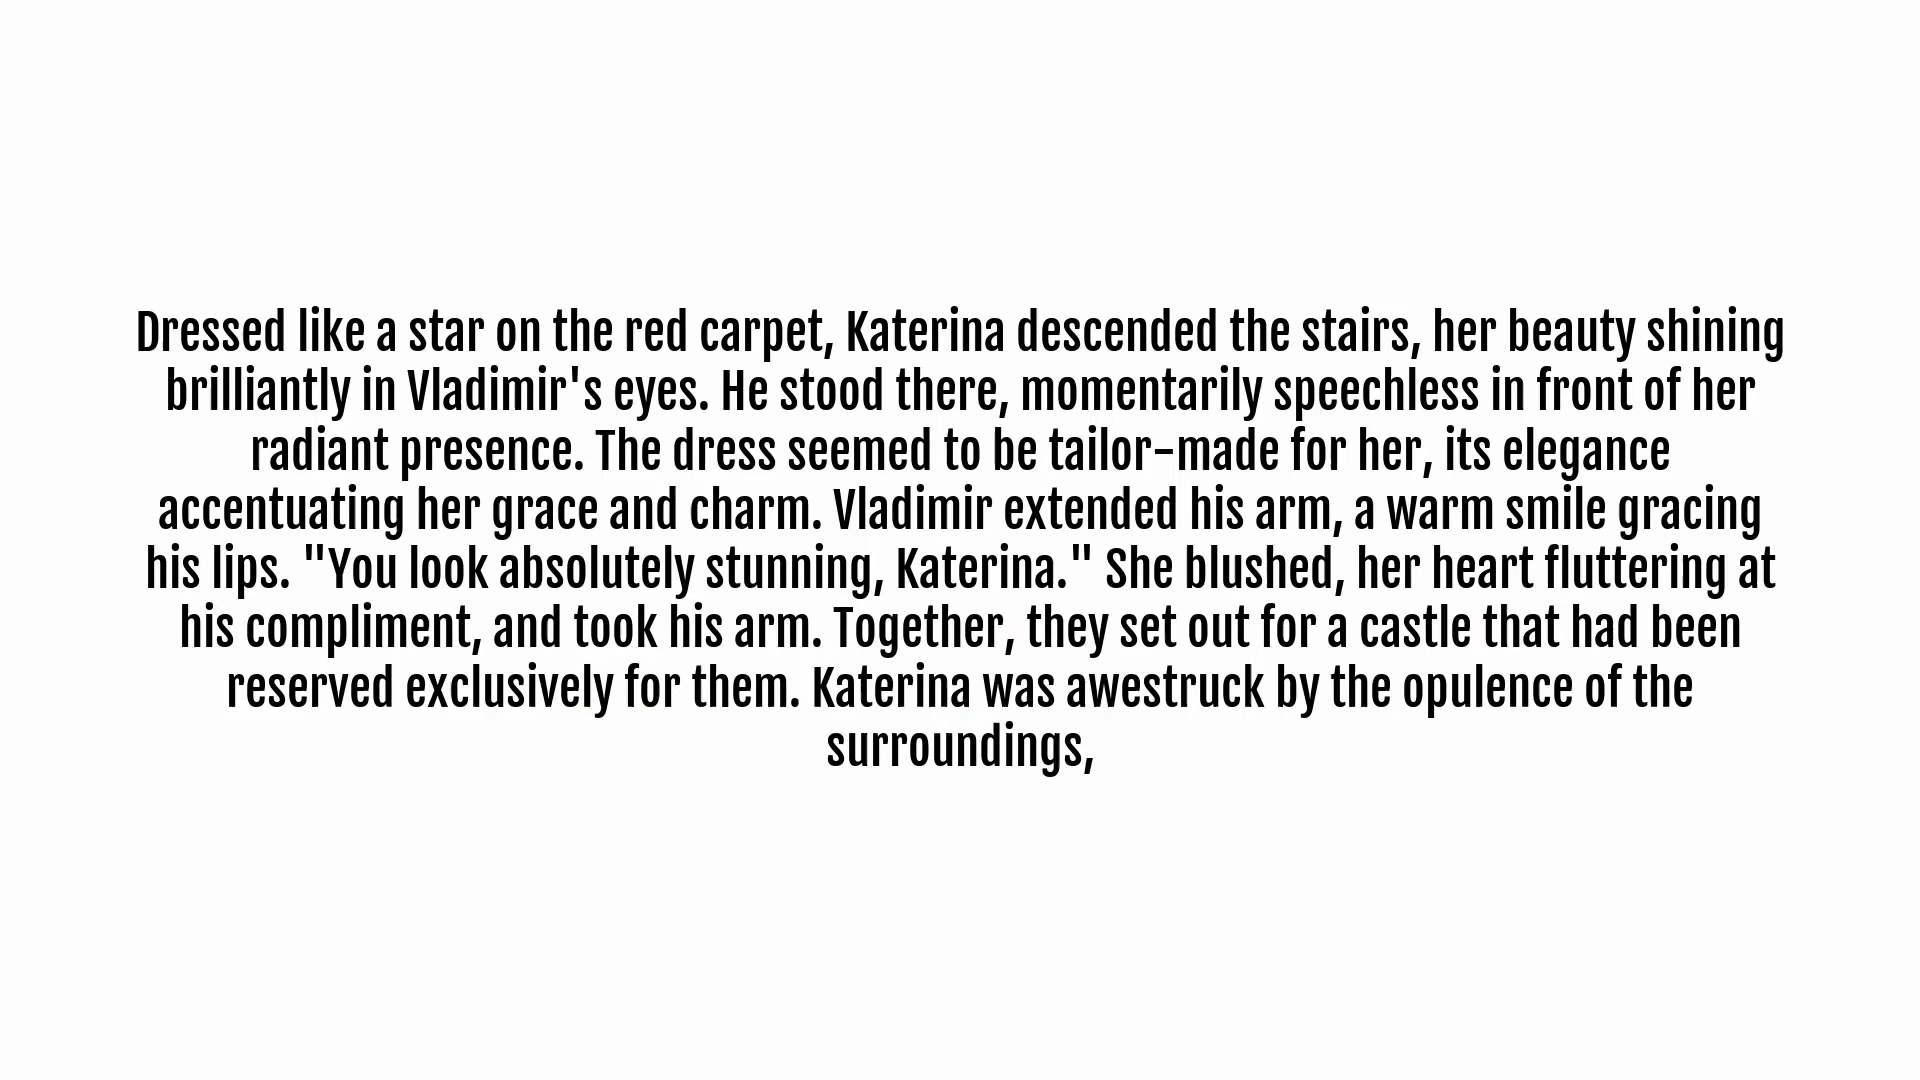 Dressed like a star on the red carpet, Katerina descended the stairs, her beauty shining
brilliantly in Vladimir's eyes. He stood there, momentarily speechless in front of her
radiant presence. The dress seemed to be tailor-made for her, its elegance
accentuating her grace and charm. Vladimir extended his arm, a warm smile gracing
his lips. "You look absolutely stunning, Katerina." She blushed, her heart fluttering at
his compliment, and took his arm. Together, they set out for a castle that had been
reserved exclusively for them. Katerina was awestruck by the opulence of the
surroundings,